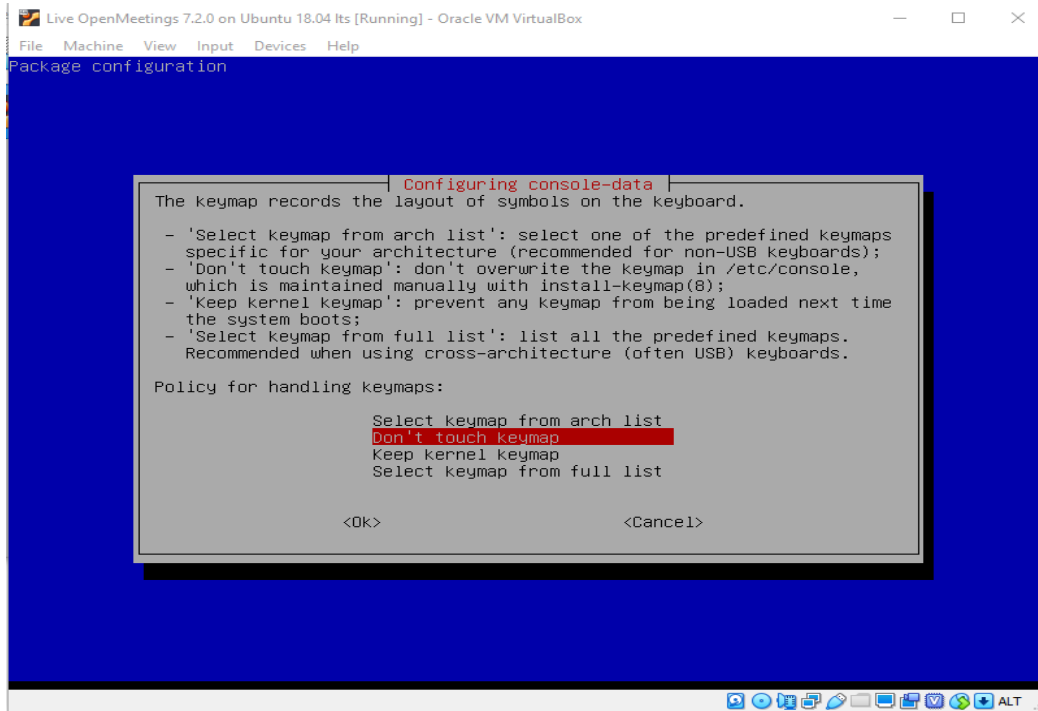 Live OpenMeetings 7.2.0 on Ubuntu 18.04 lts [Running] - Oracle VM VirtualBox
File Machine View Input Devices Help
Package configuration
Configuring console-data
The keymap records the layout of symbols on the keyboard.
- 'Select keymap from arch list': select one of the predefined keymaps
specific for your architecture (recommended for non-USB keyboards);
- 'Don't touch keymap': don't overwrite the keymap in /etc/console,
which is maintained manually with install-keymap(8);
- 'Keep kernel keymap': prevent any keymap from being loaded next time
the system boots;
- 'Select keymap from full list': list all the predefined keymaps.
Recommended when using cross-architecture (often USB) keyboards.
Policy for handling keymaps:
Select keymap from arch list
Don't touch keymap
Keep kernel keymap
Select keymap from full list
<Ok> <Cancel>
ALT